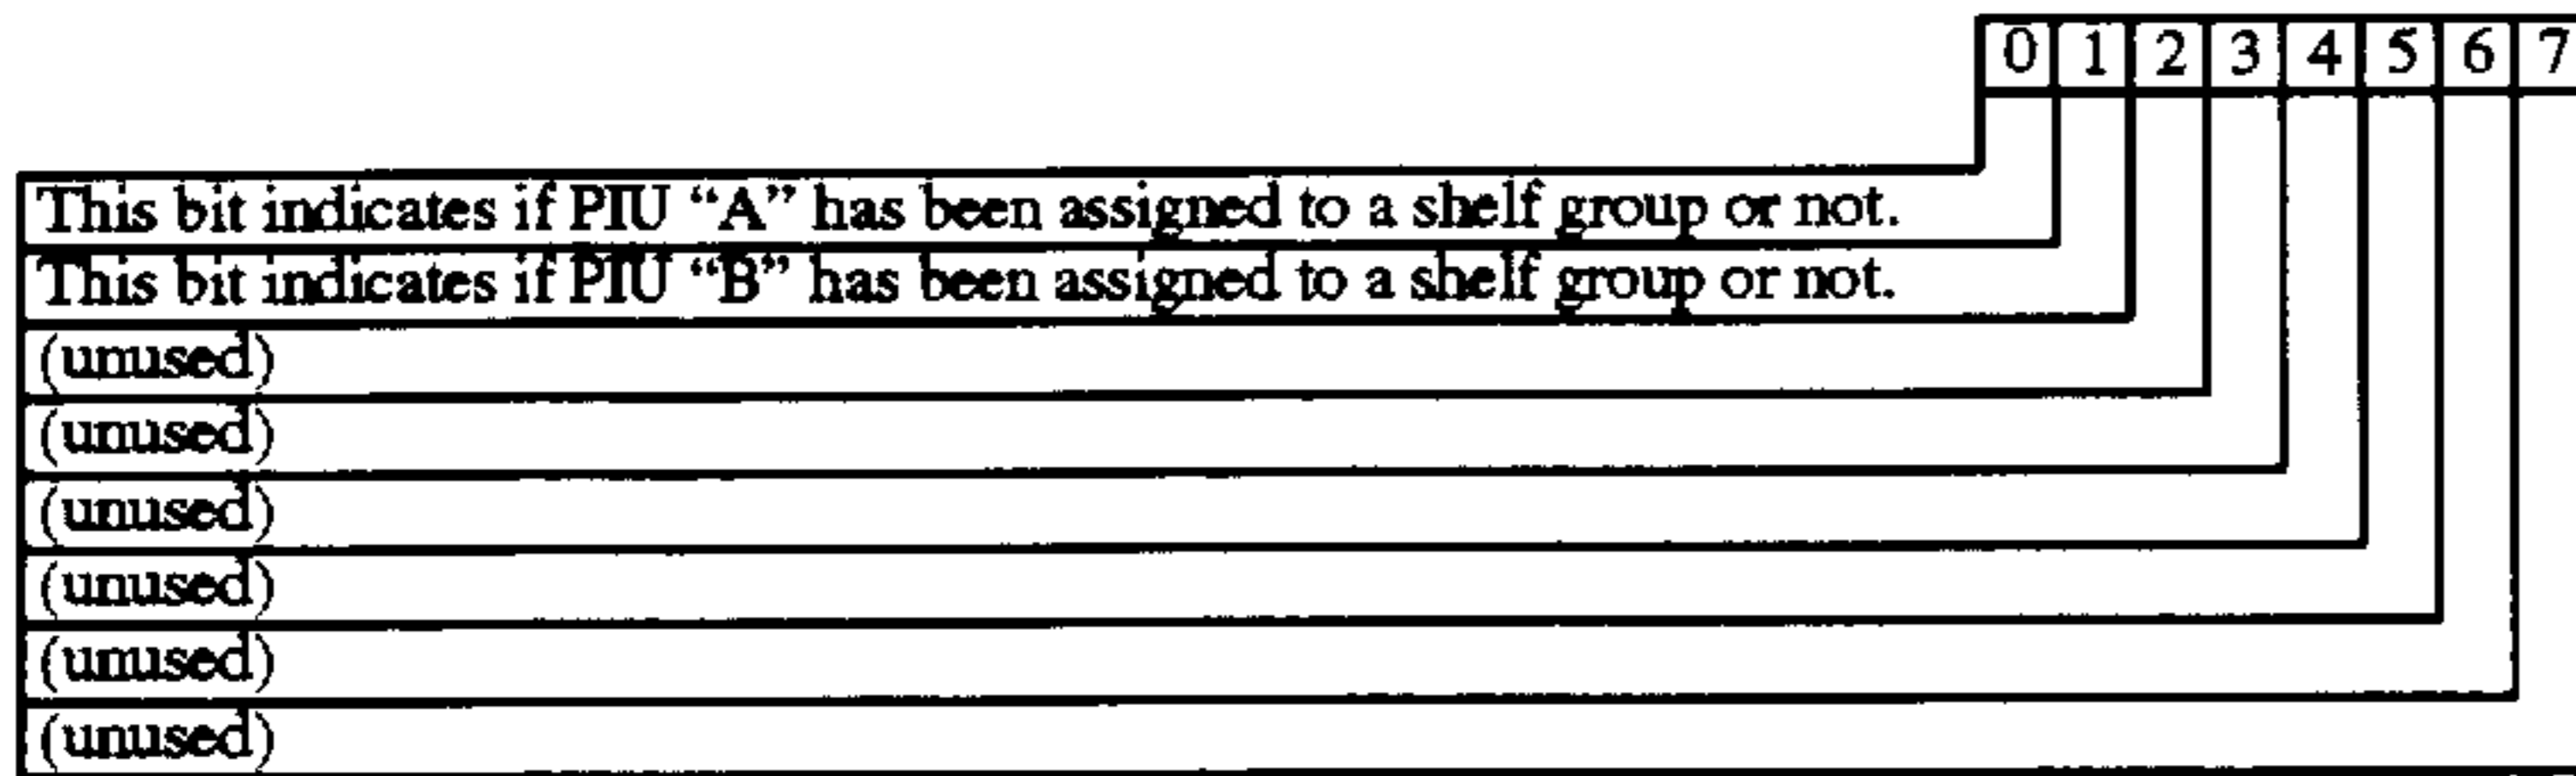 0 1 2 3 4 5 6 7
This bit indicates if PIU “A” has been assigned to a shelf group or not.
This bit indicates if PIU “B” has been assigned to a shelf group or not.
(unused)
(unused)
(unused)
(unused)
(unused)
(unused)